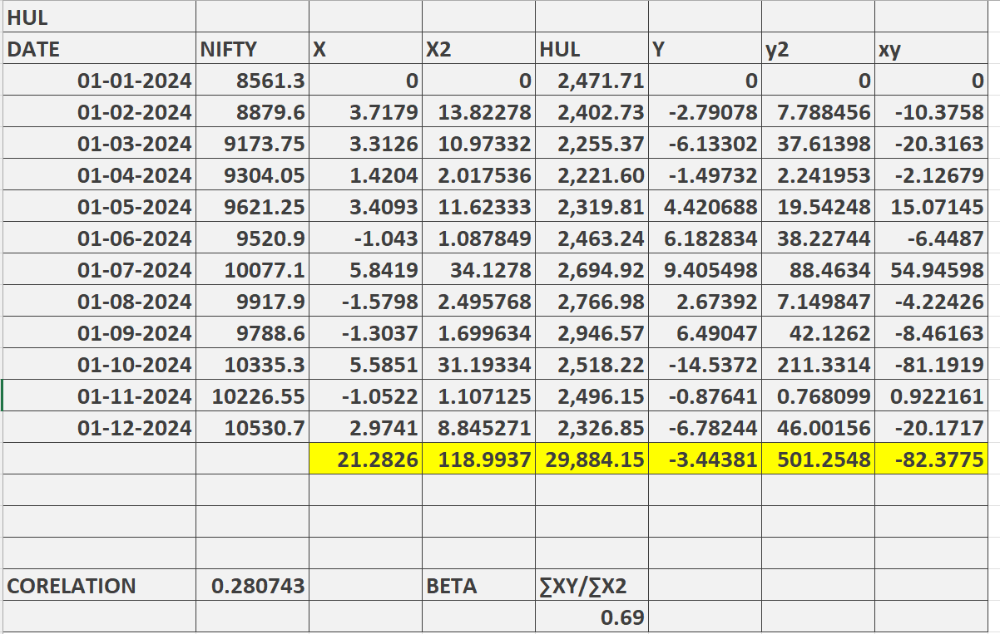 HUL
DATE NIFTY X X2 HUL Y y2 xy
01-01-2024 8561.3 0 0 2,471.71 0 0 0
01-02-2024 8879.6 3.7179 13.82278 2,402.73 -2.79078 7.788456 -10.3758
01-03-2024 9173.75 3.3126 10.97332 2,255.37 -6.13302 37.61398 -20.3163
01-04-2024 9304.05 1.4204 2.017536 2,221.60 -1.49732 2.241953 -2.12679
01-05-2024 9621.25 3.4093 11.62333 2,319.81 4.420688 19.54248 15.07145
01-06-2024 9520.9 -1.043 1.087849 2,463.24 6.182834 38.22744 -6.4487
01-07-2024 10077.1 5.8419 34.1278 2,694.92 9.405498 88.4634 54.94598
01-08-2024 9917.9 -1.5798 2.495768 2,766.98 2.67392 7.149847 -4.22426
01-09-2024 9788.6 -1.3037 1.699634 2,946.57 6.49047 42.1262 -8.46163
01-10-2024 10335.3 5.5851 31.19334 2,518.22 -14.5372 211.3314 -81.1919
01-11-2024 10226.55 -1.0522 1.107125 2,496.15 -0.87641 0.768099 0.922161
01-12-2024 10530.7 2.9741 8.845271 2,326.85 -6.78244 46.00156 -20.1717
21.2826 118.9937 29,884.15 -3.44381 501.2548 -82.3775
CORELATION 0.280743 BETA ∑XY/∑X2
0.69